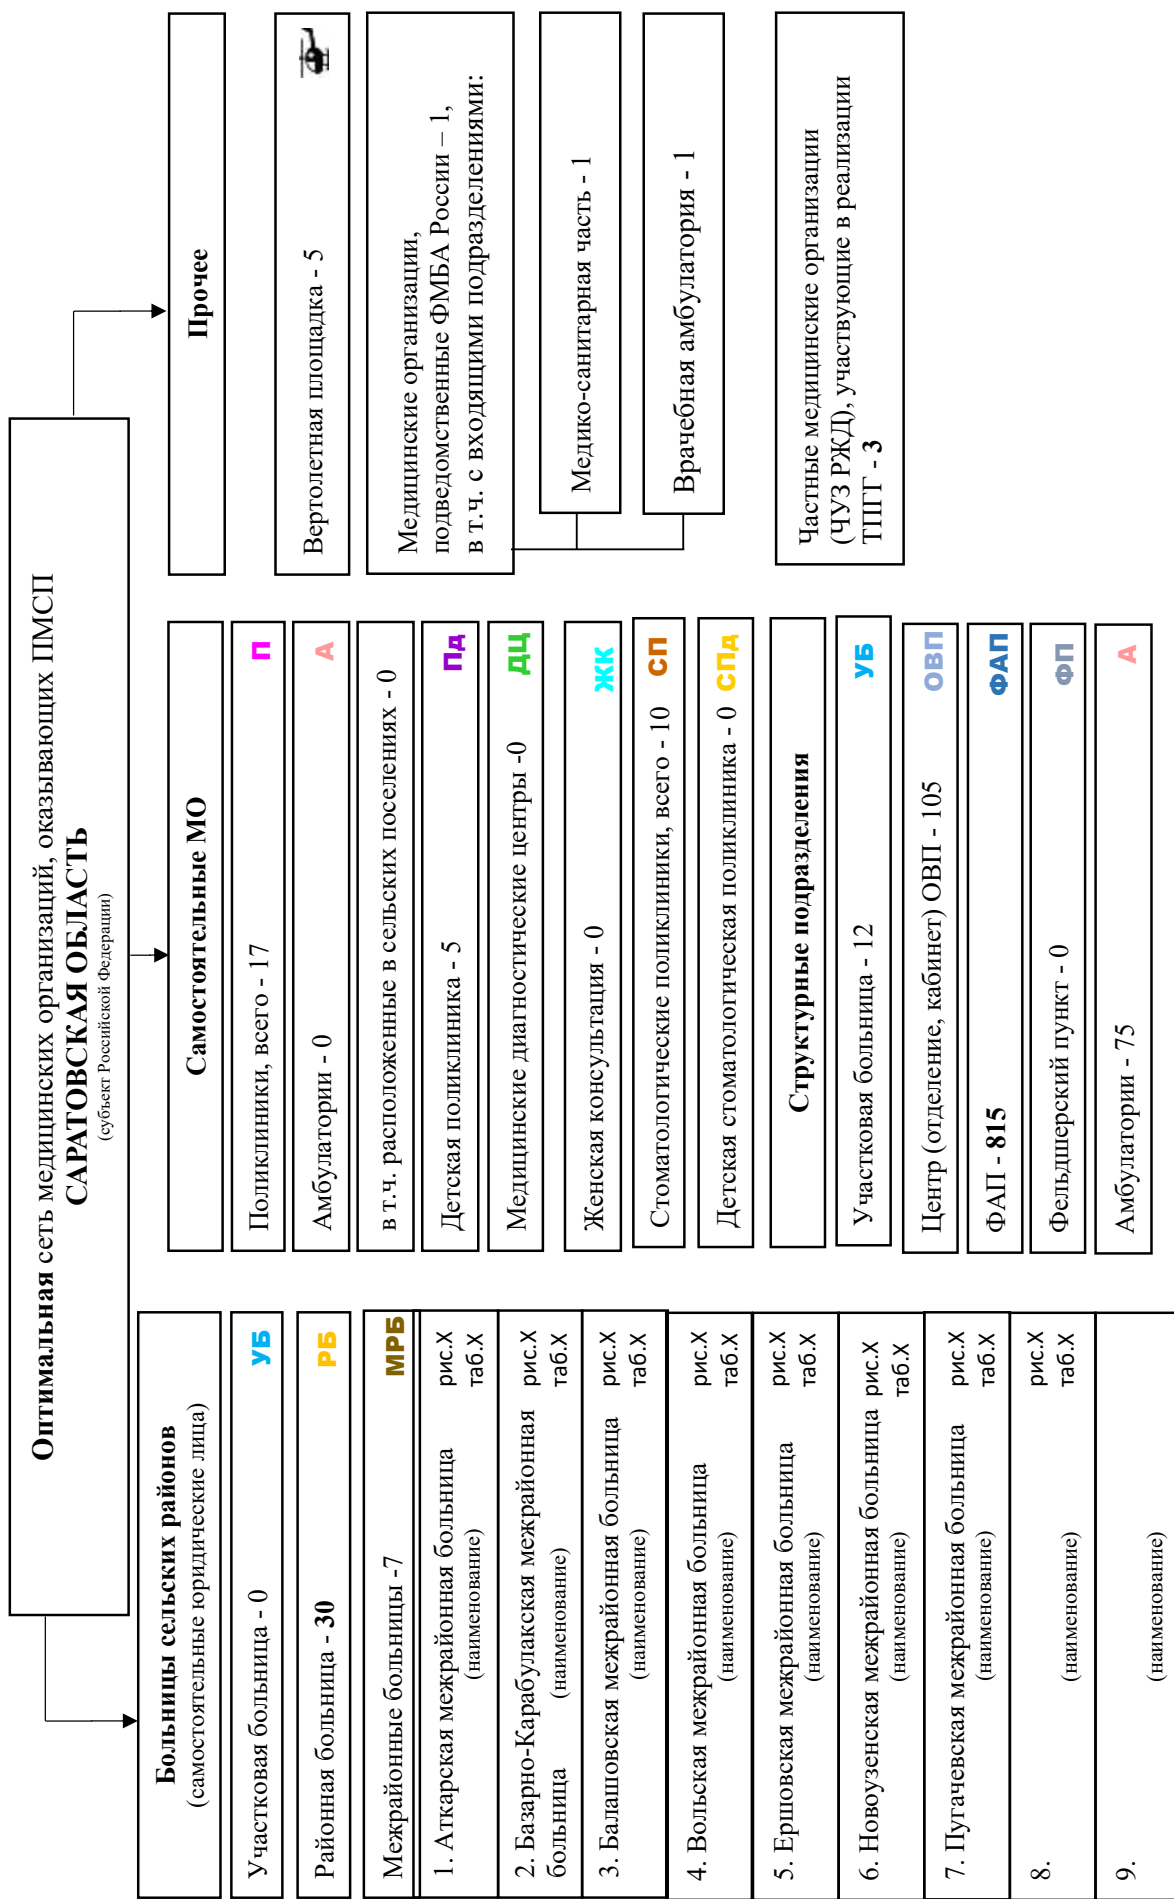 Оптимальная сеть медицинских организаций, оказывающих ПМСП
САРАТОВСКАЯ ОБЛАСТЬ
(субъект Российской Федерации)
Больницы сельских районов
(самостоятельные юридические лица)
Участковая больница - 0 УБ
Районная больница - 30 РБ
Межрайонные больницы -7 МРБ
1. Аткарская межрайонная больница рис.X
(наименование) таб.X
2. Базарно-Карабулакская межрайонная рис.X
больница (наименование) таб.X
3. Балашовская межрайонная больница рис.X
(наименование) таб.X
4. Вольская межрайонная больница рис.X
(наименование) таб.X
5. Ершовская межрайонная больница рис.X
(наименование) таб.X
6. Новоузенская межрайонная больница рис.X
(наименование) таб.X
7. Пугачевская межрайонная больница рис.X
(наименование) таб.X
8. рис.X
(наименование) таб.X
9.
(наименование)
Самостоятельные МО
Поликлиники, всего - 17 П
Амбулатории - 0 А
в т.ч. расположенные в сельских поселениях - 0
Детская поликлиника - 5 Пд
Медицинские диагностические центры -0 ДЦ
Женская консультация - 0 ЖК
Стоматологические поликлиники, всего - 10 СП
Детская стоматологическая поликлиника - 0 СПд
Структурные подразделения
Участковая больница - 12 УБ
Центр (отделение, кабинет) ОВП - 105 ОВП
ФАП - 815 ФАП
Фельдшерский пункт - 0 ФП
Амбулатории - 75 А
Прочее
Вертолетная площадка - 5
Медицинские организации,
подведомственные ФМБА России – 1,
в т.ч. с входящими подразделениями:
Медико-санитарная часть - 1
Врачебная амбулатория - 1
Частные медицинские организации
(ЧУЗ РЖД), участвующие в реализации
ТПГГ - 3